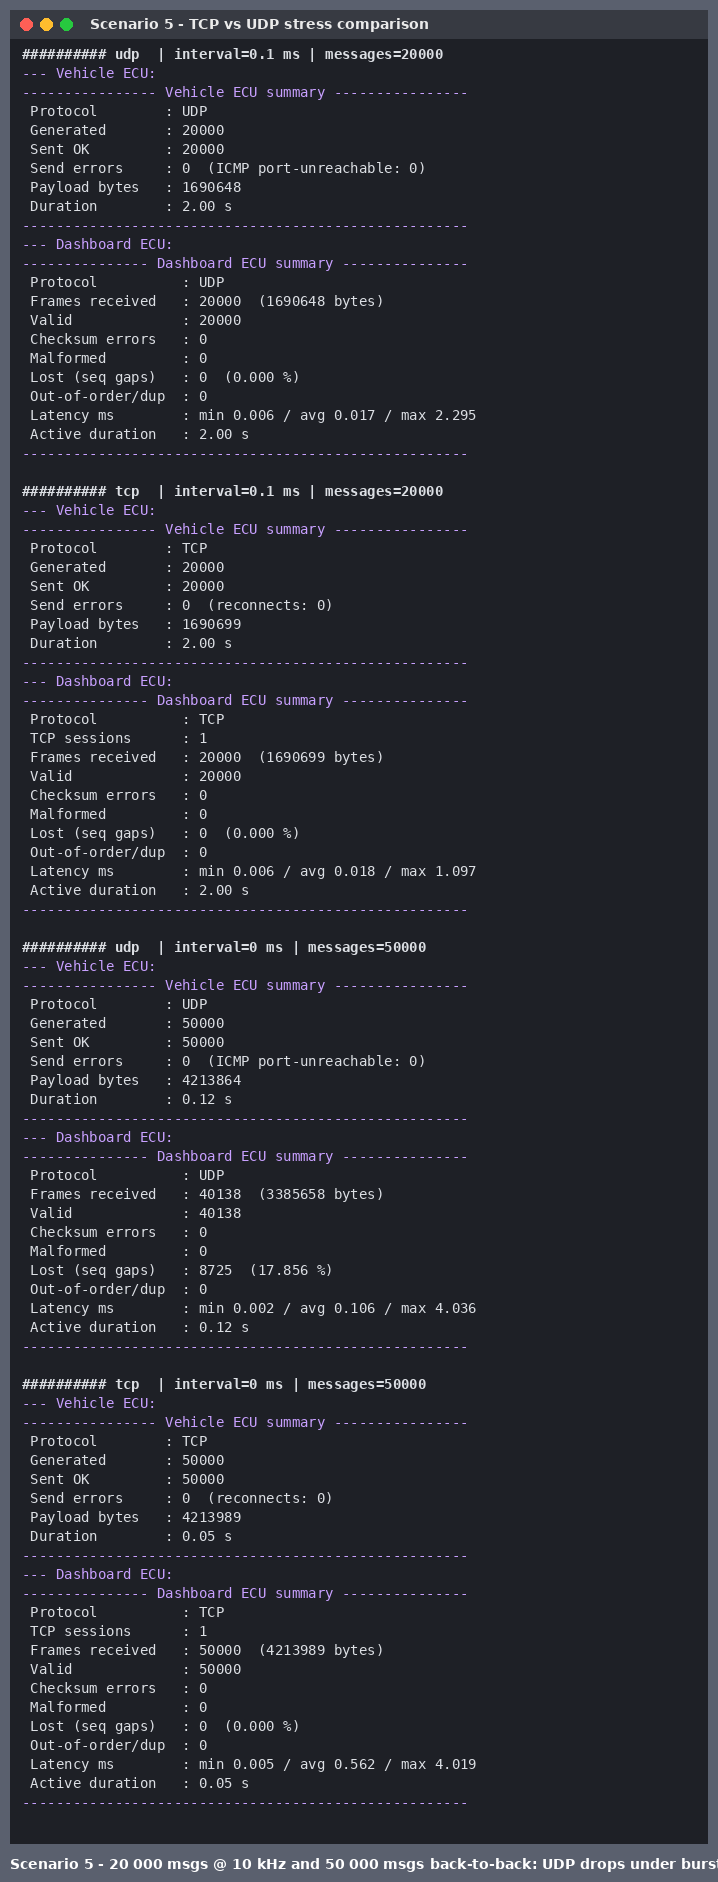 Scenario 5 - TCP vs UDP stress comparison
########## udp  | interval=0.1 ms | messages=20000
--- Vehicle ECU:
---------------- Vehicle ECU summary ----------------
 Protocol        : UDP
 Generated       : 20000
 Sent OK         : 20000
 Send errors     : 0  (ICMP port-unreachable: 0)
 Payload bytes   : 1690648
 Duration        : 2.00 s
-----------------------------------------------------
--- Dashboard ECU:
--------------- Dashboard ECU summary ---------------
 Protocol          : UDP
 Frames received   : 20000  (1690648 bytes)
 Valid             : 20000
 Checksum errors   : 0
 Malformed         : 0
 Lost (seq gaps)   : 0  (0.000 %)
 Out-of-order/dup  : 0
 Latency ms        : min 0.006 / avg 0.017 / max 2.295
 Active duration   : 2.00 s
-----------------------------------------------------
########## tcp  | interval=0.1 ms | messages=20000
--- Vehicle ECU:
---------------- Vehicle ECU summary ----------------
 Protocol        : TCP
 Generated       : 20000
 Sent OK         : 20000
 Send errors     : 0  (reconnects: 0)
 Payload bytes   : 1690699
 Duration        : 2.00 s
-----------------------------------------------------
--- Dashboard ECU:
--------------- Dashboard ECU summary ---------------
 Protocol          : TCP
 TCP sessions      : 1
 Frames received   : 20000  (1690699 bytes)
 Valid             : 20000
 Checksum errors   : 0
 Malformed         : 0
 Lost (seq gaps)   : 0  (0.000 %)
 Out-of-order/dup  : 0
 Latency ms        : min 0.006 / avg 0.018 / max 1.097
 Active duration   : 2.00 s
-----------------------------------------------------
########## udp  | interval=0 ms | messages=50000
--- Vehicle ECU:
---------------- Vehicle ECU summary ----------------
 Protocol        : UDP
 Generated       : 50000
 Sent OK         : 50000
 Send errors     : 0  (ICMP port-unreachable: 0)
 Payload bytes   : 4213864
 Duration        : 0.12 s
-----------------------------------------------------
--- Dashboard ECU:
--------------- Dashboard ECU summary ---------------
 Protocol          : UDP
 Frames received   : 40138  (3385658 bytes)
 Valid             : 40138
 Checksum errors   : 0
 Malformed         : 0
 Lost (seq gaps)   : 8725  (17.856 %)
 Out-of-order/dup  : 0
 Latency ms        : min 0.002 / avg 0.106 / max 4.036
 Active duration   : 0.12 s
-----------------------------------------------------
########## tcp  | interval=0 ms | messages=50000
--- Vehicle ECU:
---------------- Vehicle ECU summary ----------------
 Protocol        : TCP
 Generated       : 50000
 Sent OK         : 50000
 Send errors     : 0  (reconnects: 0)
 Payload bytes   : 4213989
 Duration        : 0.05 s
-----------------------------------------------------
--- Dashboard ECU:
--------------- Dashboard ECU summary ---------------
 Protocol          : TCP
 TCP sessions      : 1
 Frames received   : 50000  (4213989 bytes)
 Valid             : 50000
 Checksum errors   : 0
 Malformed         : 0
 Lost (seq gaps)   : 0  (0.000 %)
 Out-of-order/dup  : 0
 Latency ms        : min 0.005 / avg 0.562 / max 4.019
 Active duration   : 0.05 s
-----------------------------------------------------
Scenario 5 - 20 000 msgs @ 10 kHz and 50 000 msgs back-to-back: UDP drops under